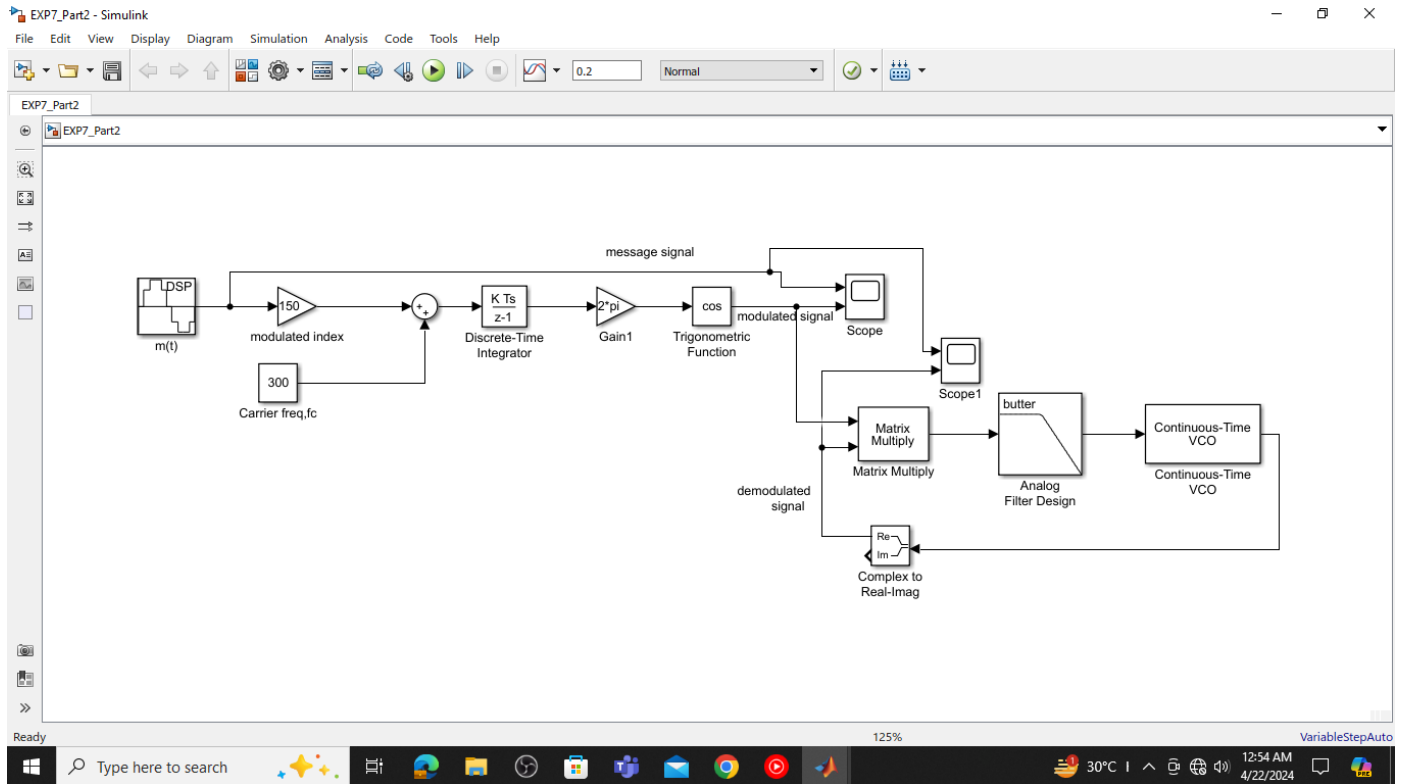 EXP7_Part2 - Simulink
File Edit View Display Diagram Simulation Analysis Code Tools Help
0.2 Normal
EXP7_Part2
EXP7_Part2
message signal
DSP
m(t)
150
modulated index
+
+
K Ts
z-1
Discrete-Time
Integrator
2*pi
Gain1
cos
Trigonometric
Function
modulated signal
Scope
300
Carrier freq,fc
Scope1
Matrix
Multiply
Matrix Multiply
butter
Analog
Filter Design
Continuous-Time
VCO
Continuous-Time
VCO
demodulated
signal
Re
Im
Complex to
Real-Imag
Ready 125% VariableStepAuto
Type here to search
30°C
12:54 AM
4/22/2024